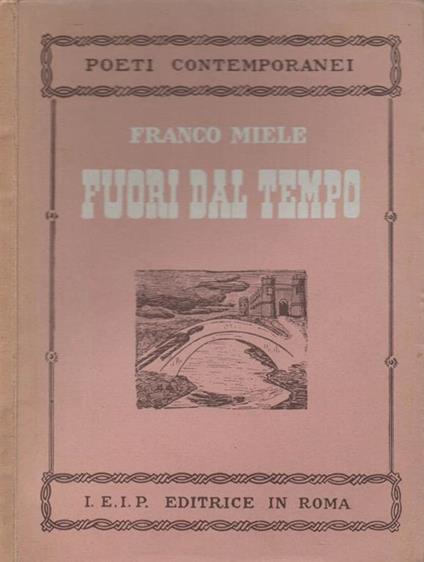 POETI CONTEMPORANEI
FRANCO MIELE
FUORI DAL TEMPO
I.E.I.P. EDITRICE IN ROMA